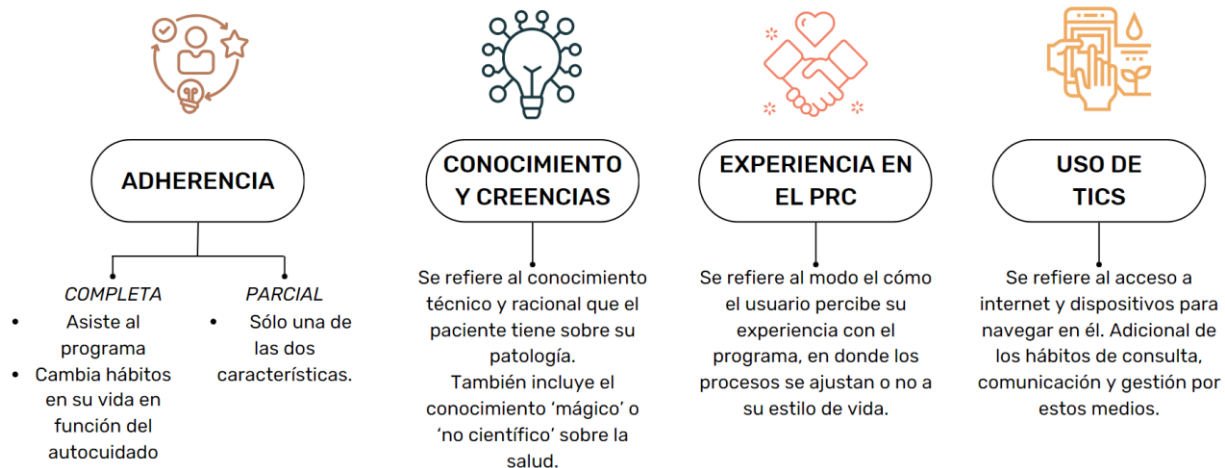 ADHERENCIA
COMPLETA
• Asiste al
programa
• Cambia hábitos
en su vida en
función del
autocuidado
PARCIAL
• Sólo una de
las dos
características.
CONOCIMIENTO
Y CREENCIAS
Se refiere al conocimiento
técnico y racional que el
paciente tiene sobre su
patología.
También incluye el
conocimiento ‘mágico’ o
‘no científico’ sobre la
salud.
EXPERIENCIA EN
EL PRC
Se refiere al modo el cómo
el usuario percibe su
experiencia con el
programa, en donde los
procesos se ajustan o no a
su estilo de vida.
USO DE
TICS
Se refiere al acceso a
internet y dispositivos para
navegar en él. Adicional de
los hábitos de consulta,
comunicación y gestión por
estos medios.